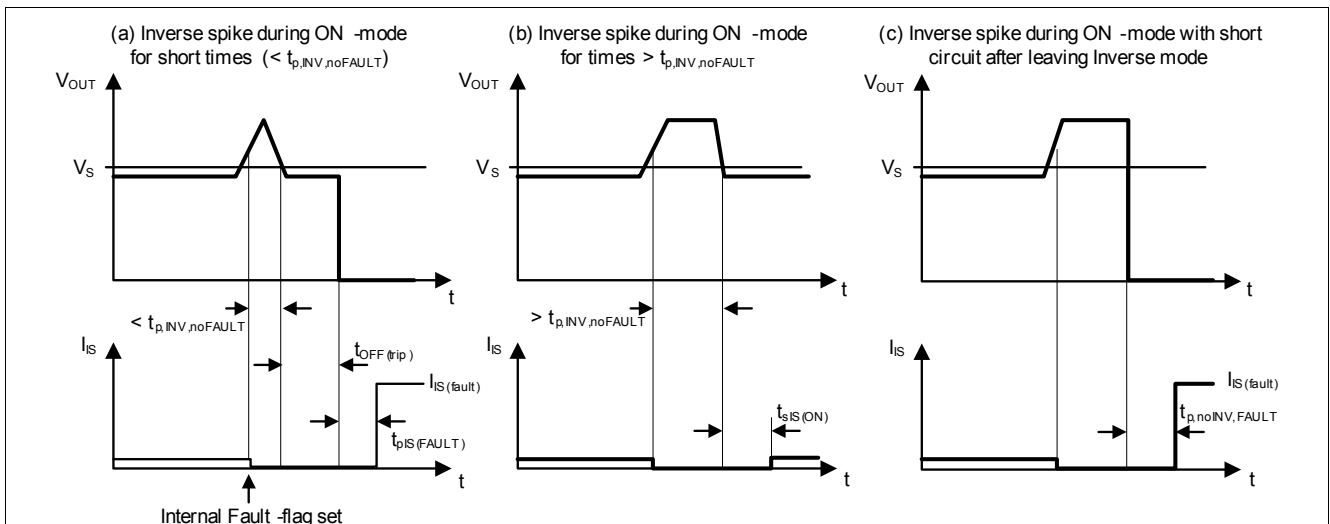 (a) Inverse spike during ON -mode
for short times (< tp,INV,noFAULT)
VOUT
VS
t
< tp,INV,noFAULT
IIS
tOFF(trip)
IIS(fault)
tpIS(FAULT)
t
Internal Fault -flag set
(b) Inverse spike during ON -mode
for times > tp,INV,noFAULT
VOUT
VS
t
> tp,INV,noFAULT
IIS
tsIS(ON)
t
(c) Inverse spike during ON -mode with short
circuit after leaving Inverse mode
VOUT
VS
t
IIS
IIS(fault)
tp,noINV,FAULT
t